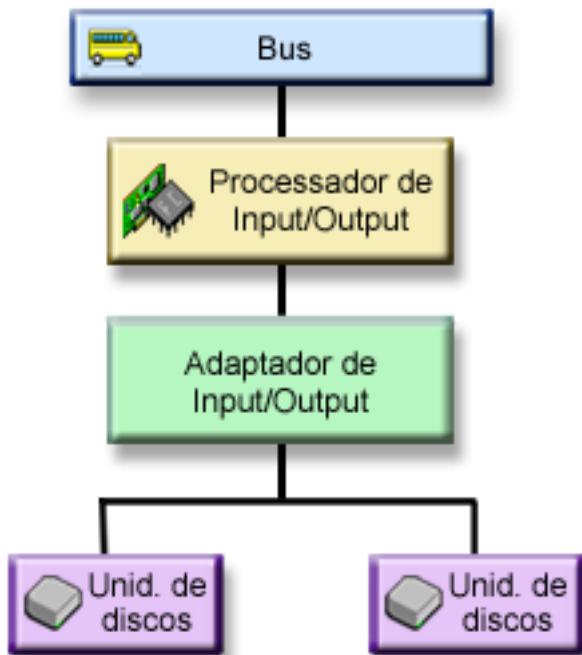 Bus
Processador de
Input/Output
Adaptador de
Input/Output
Unid. de
discos
Unid. de
discos